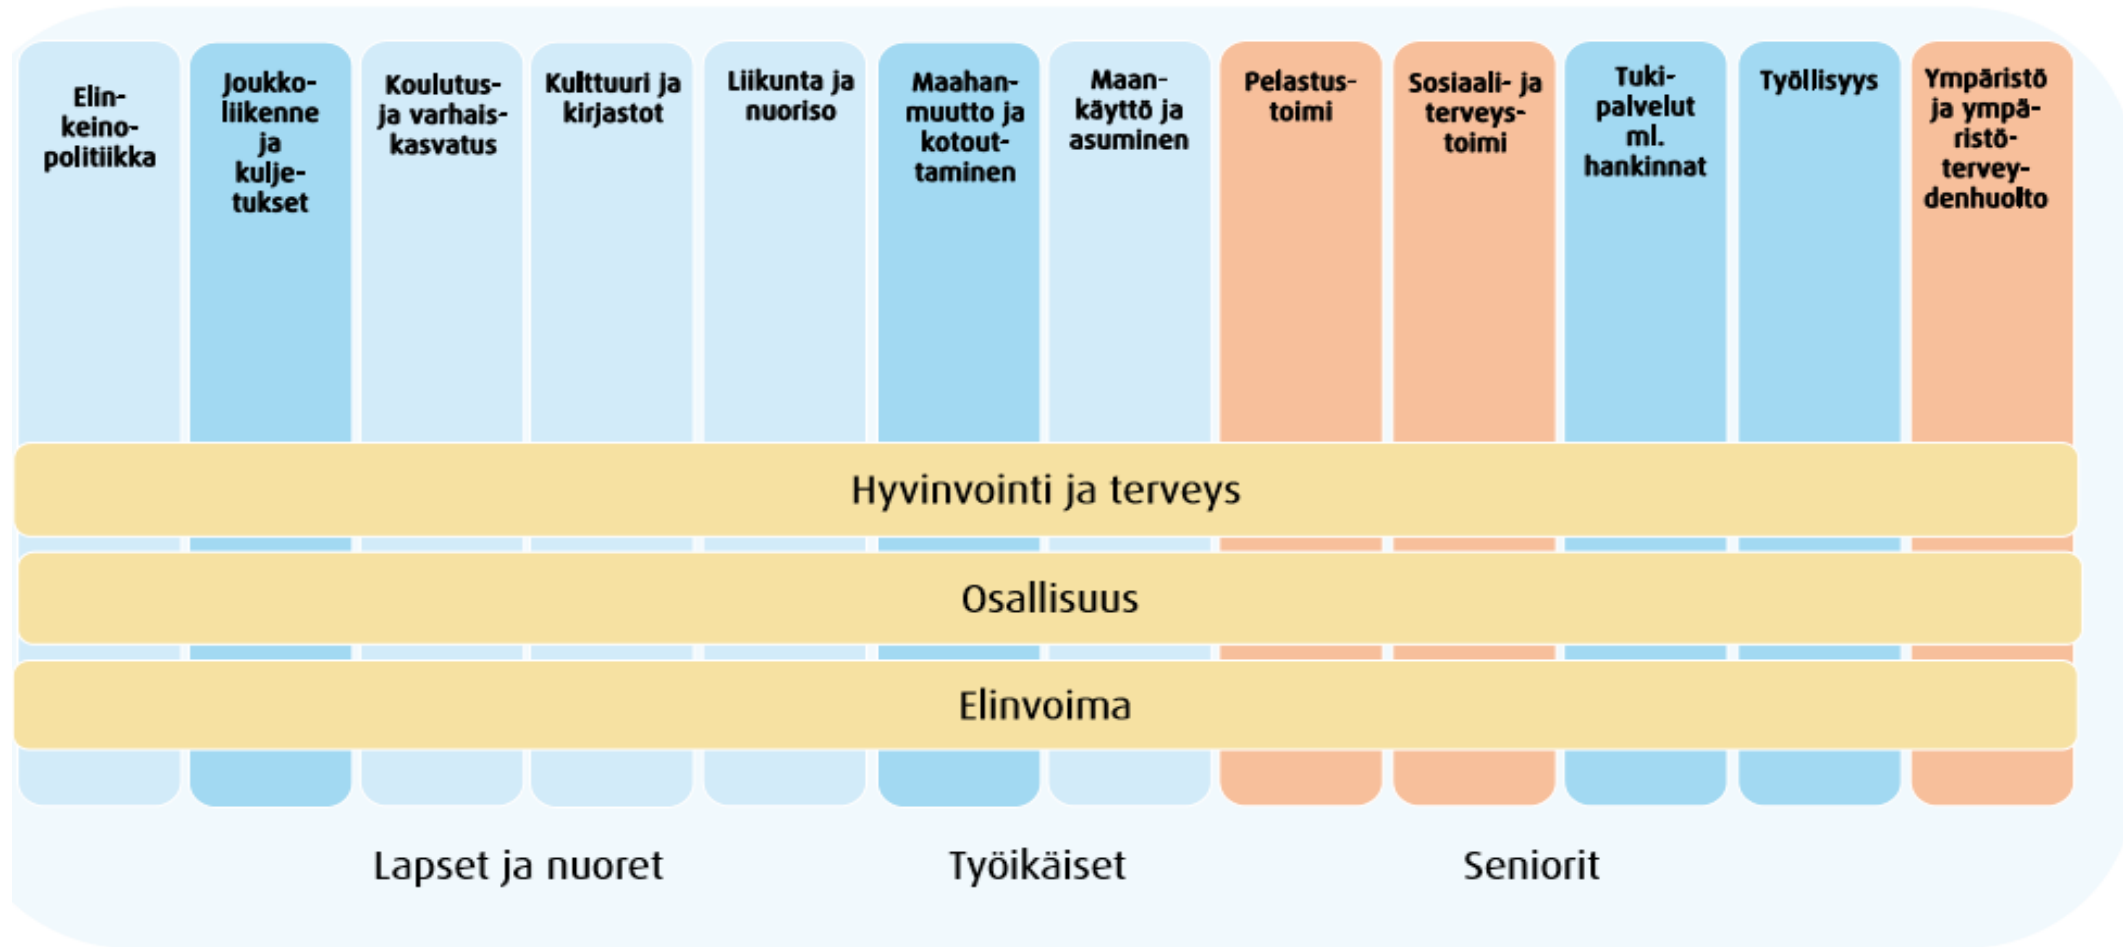 Elin-
keino-
politiikka
Joukko-
liikenne
ja
kulje-
tukset
Koulutus-
ja varhais-
kasvatus
Kulttuuri ja
kirjastot
Liikunta ja
nuoriso
Maahan-
muutto ja
kotout-
taminen
Maan-
käyttö ja
asuminen
Pelastus-
toimi
Sosiaali- ja
terveys-
toimi
Tuki-
palvelut
ml.
hankinnat
Työllisyys
Ympäristö
ja ympä-
ristö-
tervey-
denhuolto
Hyvinvointi ja terveys
Osallisuus
Elinvoima
Lapset ja nuoret
Työikäiset
Seniorit